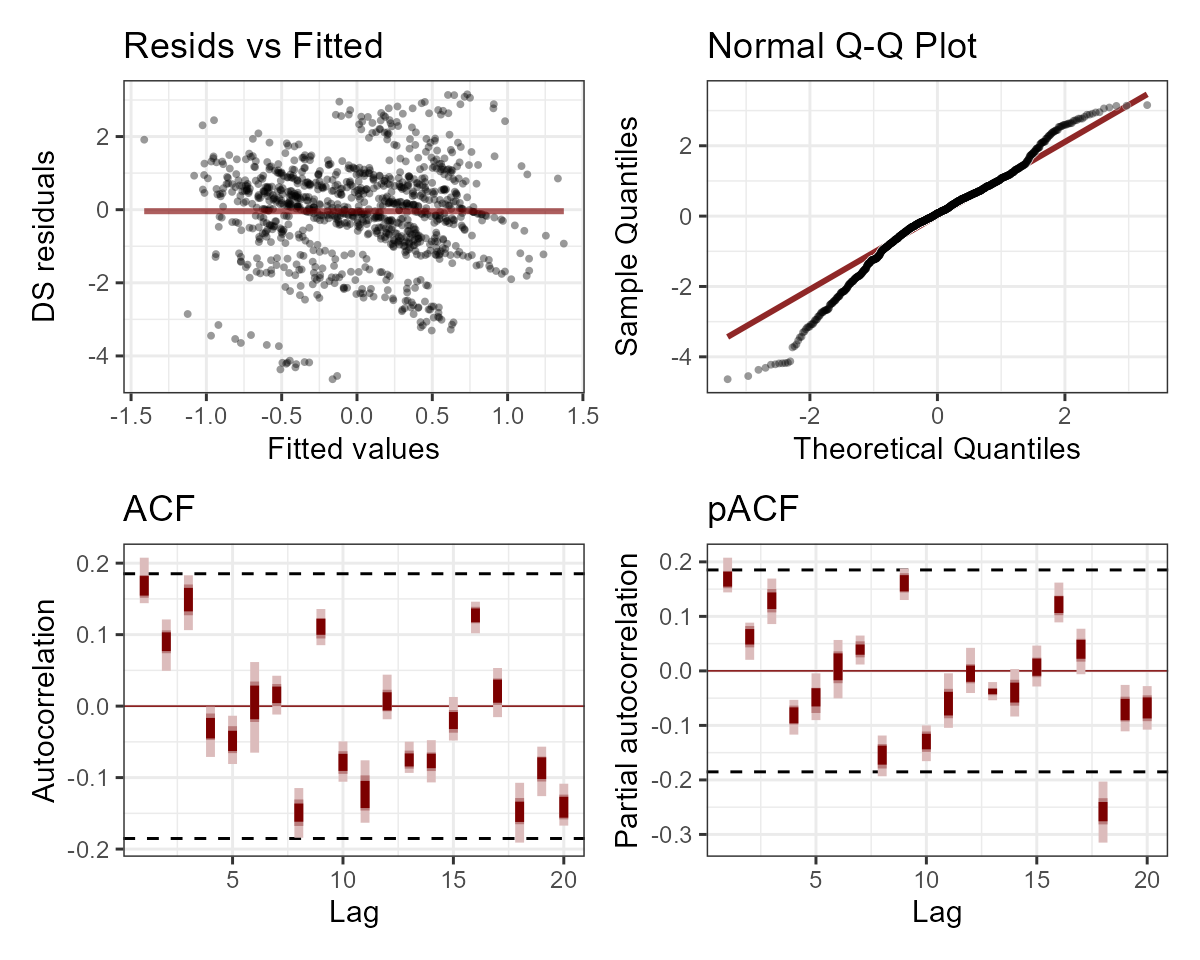 Resids vs Fitted
DS residuals
2
0
-2
-4
-1.5 -1.0 -0.5 0.0 0.5 1.0 1.5
Fitted values
Normal Q-Q Plot
Sample Quantiles
2
0
-2
-4
-2 0 2
Theoretical Quantiles
ACF
Autocorrelation
0.2
0.1
0.0
-0.1
-0.2
5 10 15 20
Lag
pACF
Partial autocorrelation
0.2
0.1
0.0
-0.1
-0.2
-0.3
5 10 15 20
Lag